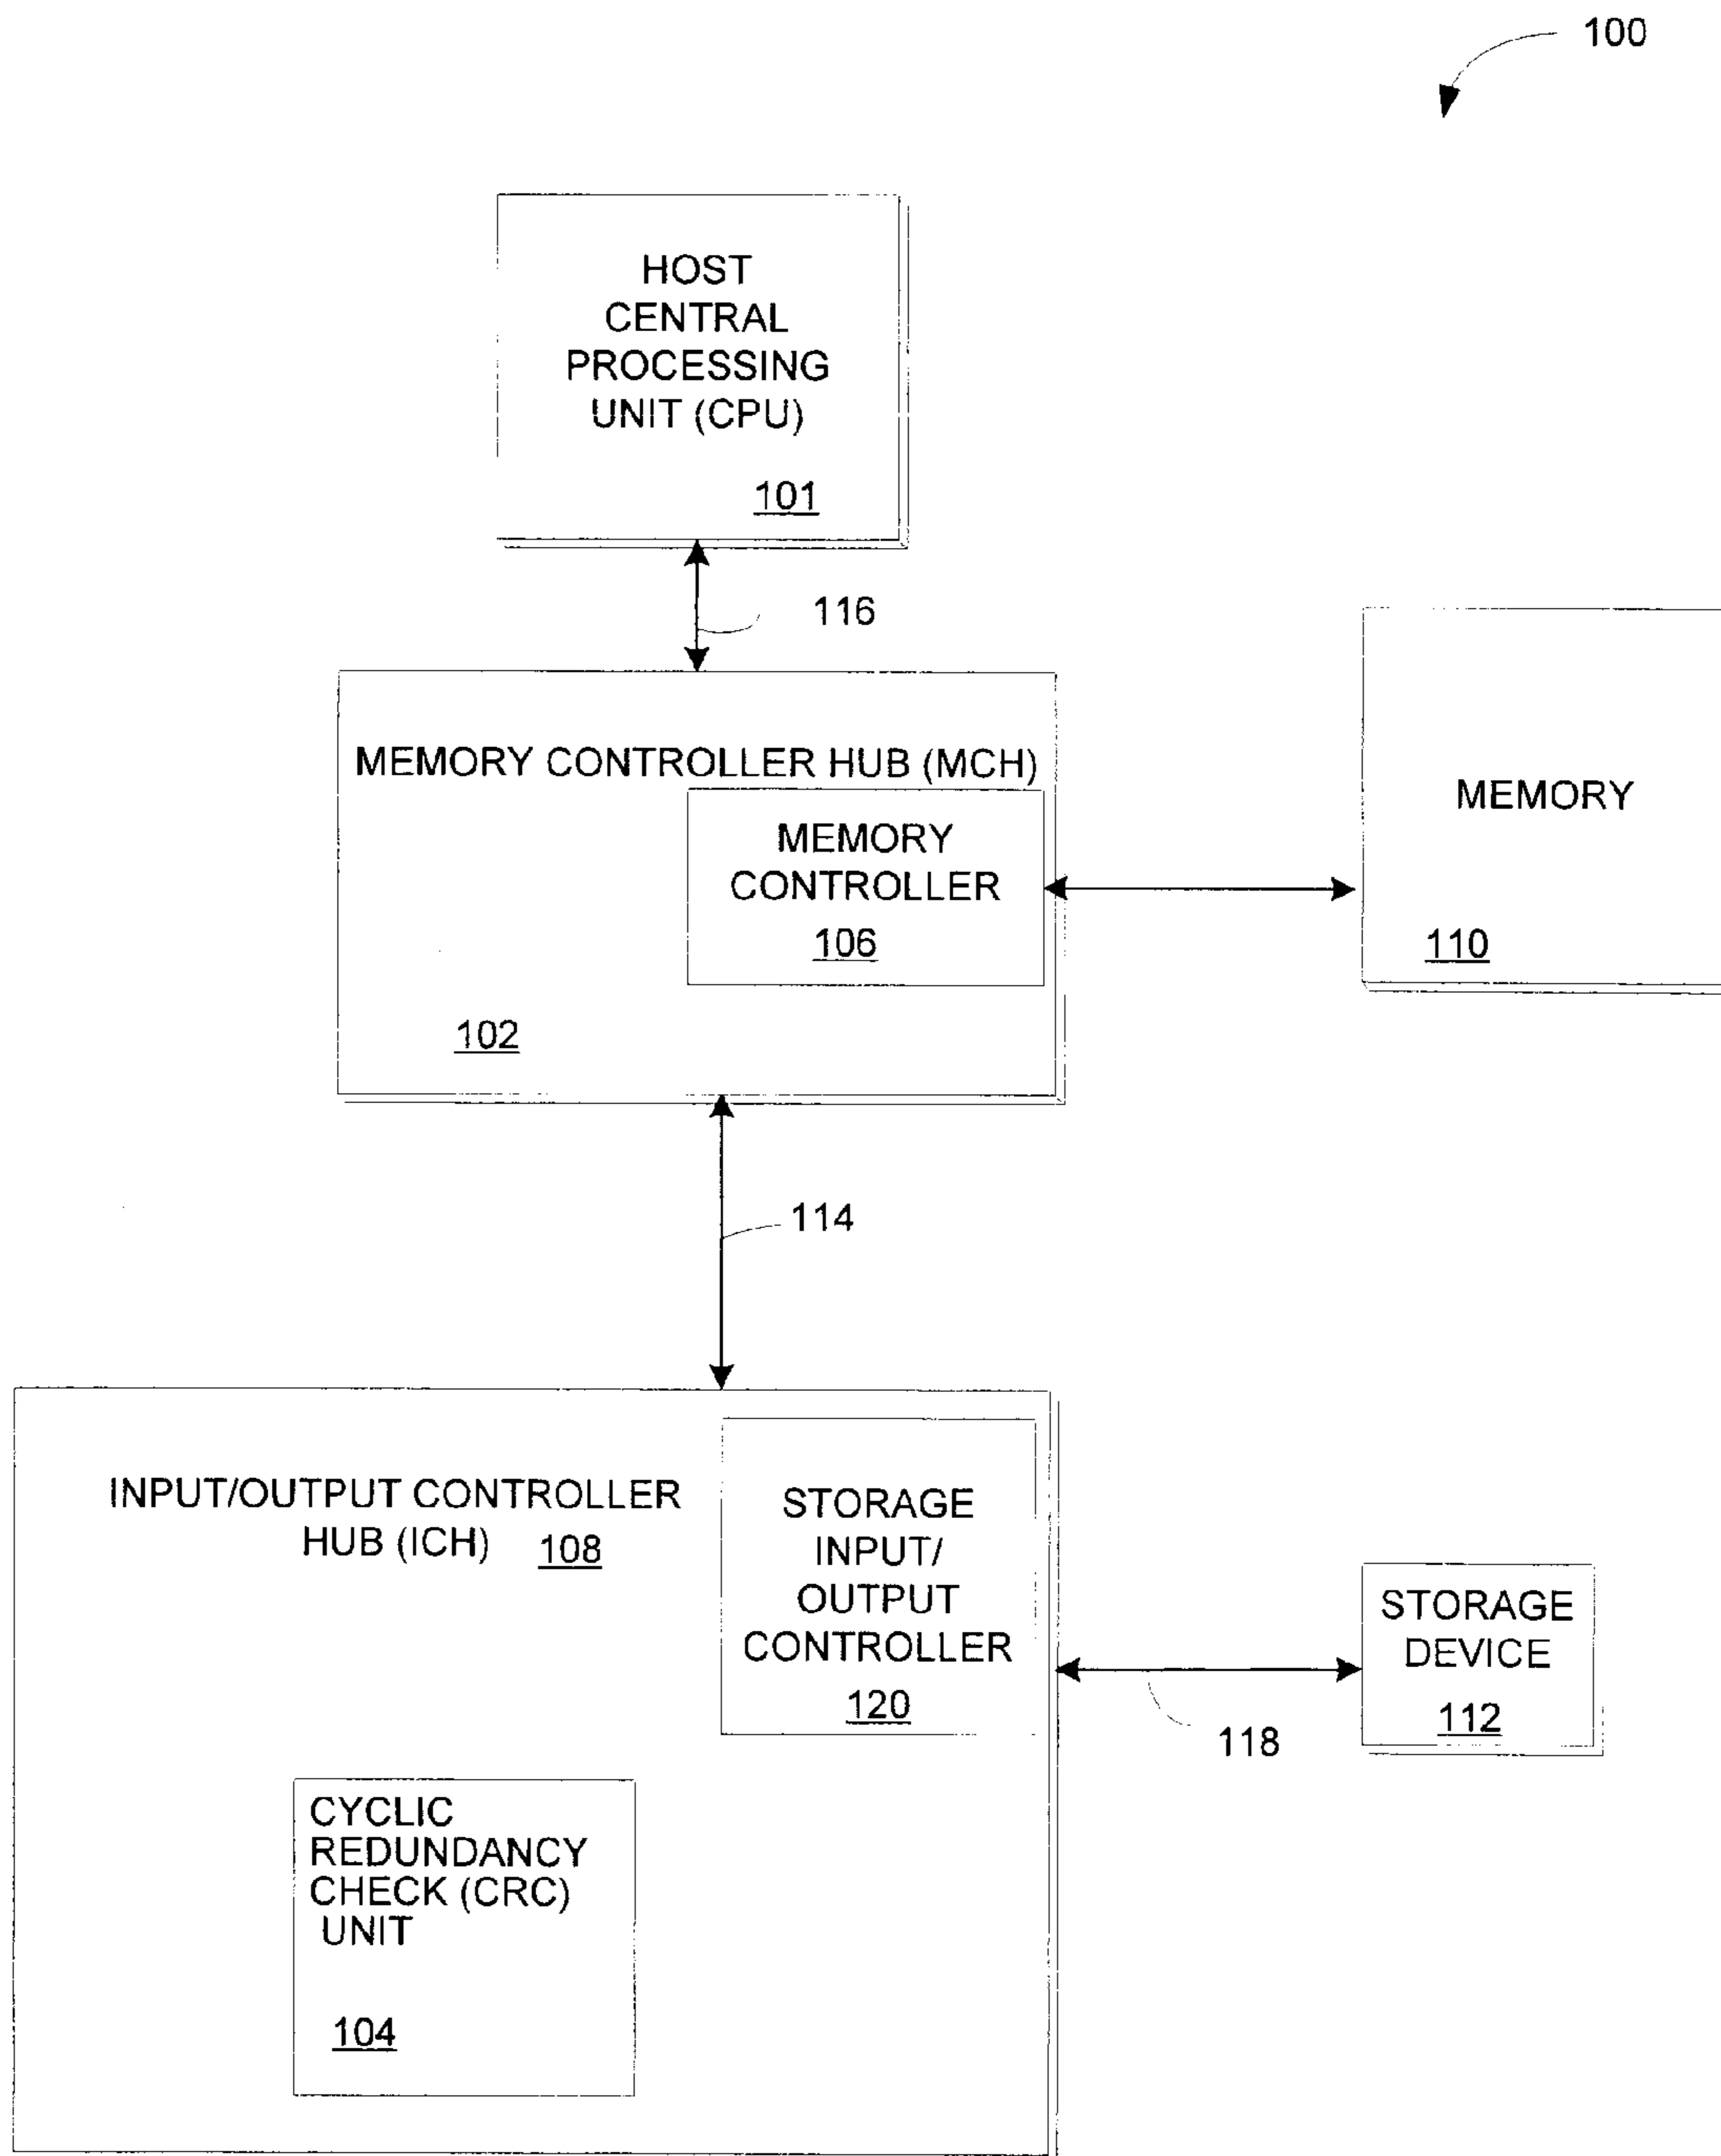 100
HOST
CENTRAL
PROCESSING
UNIT (CPU)
101
116
MEMORY CONTROLLER HUB (MCH)
MEMORY
CONTROLLER
106
102
MEMORY
110
114
INPUT/OUTPUT CONTROLLER
HUB (ICH) 108
STORAGE
INPUT/
OUTPUT
CONTROLLER
120
118
STORAGE
DEVICE
112
CYCLIC
REDUNDANCY
CHECK (CRC)
UNIT
104